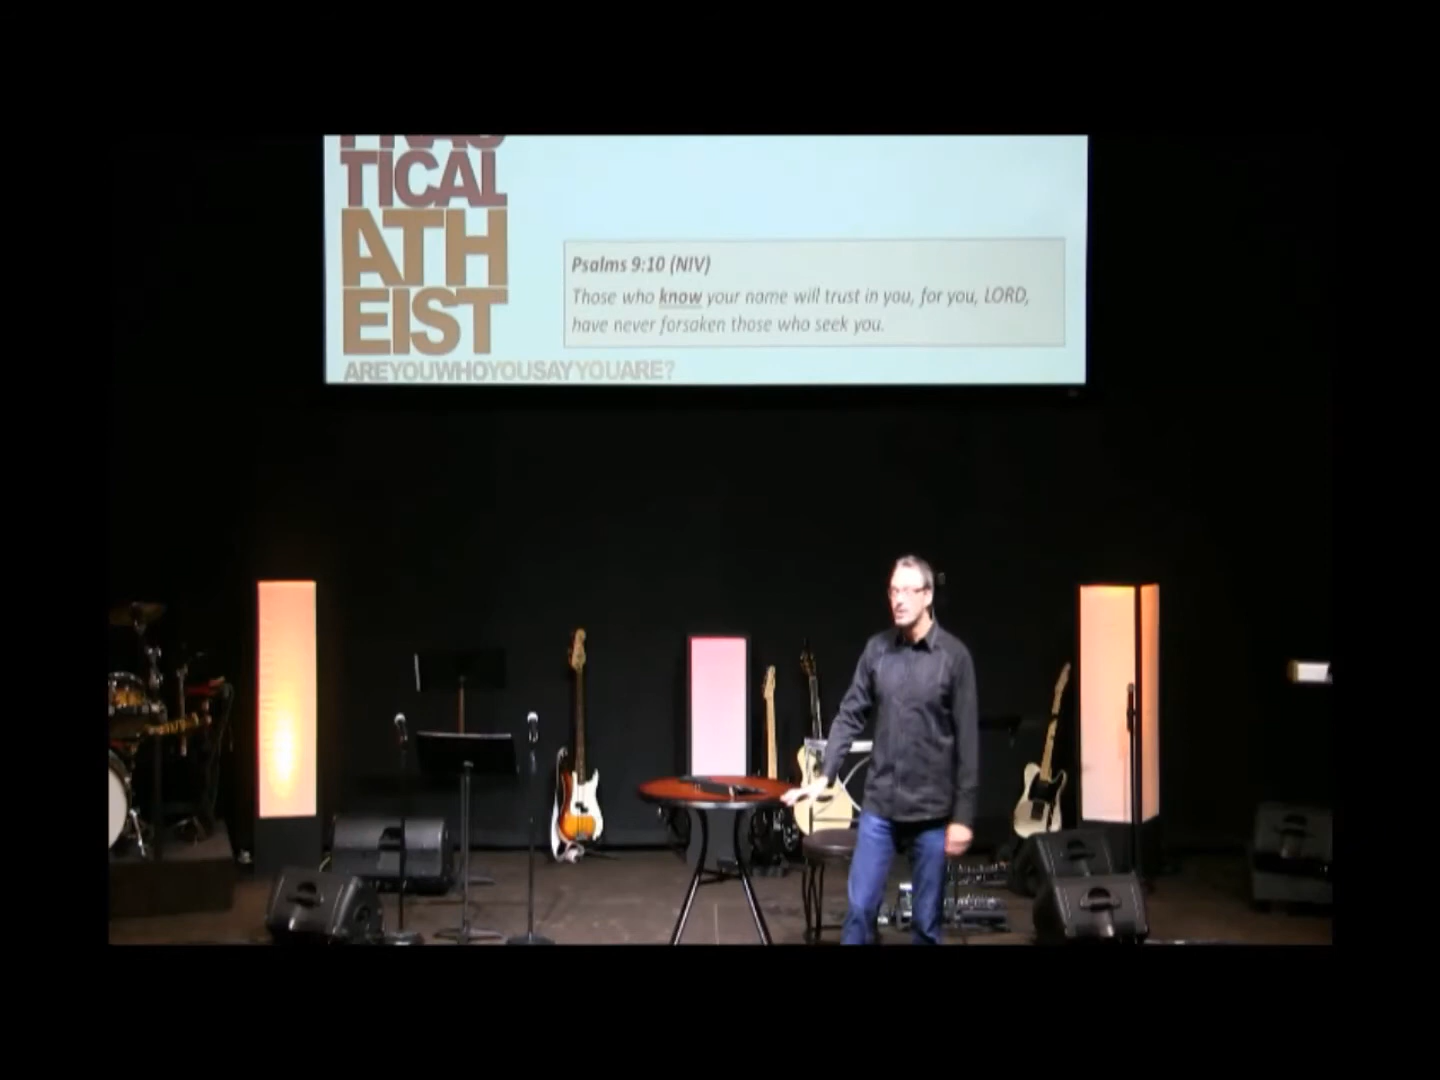 PRAC
TICAL
ATH
EIST
AREYOUWHOYOUSAYYOUARE?
Psalms 9:10 (NIV)
Those who know your name will trust in you, for you, LORD,
have never forsaken those who seek you.